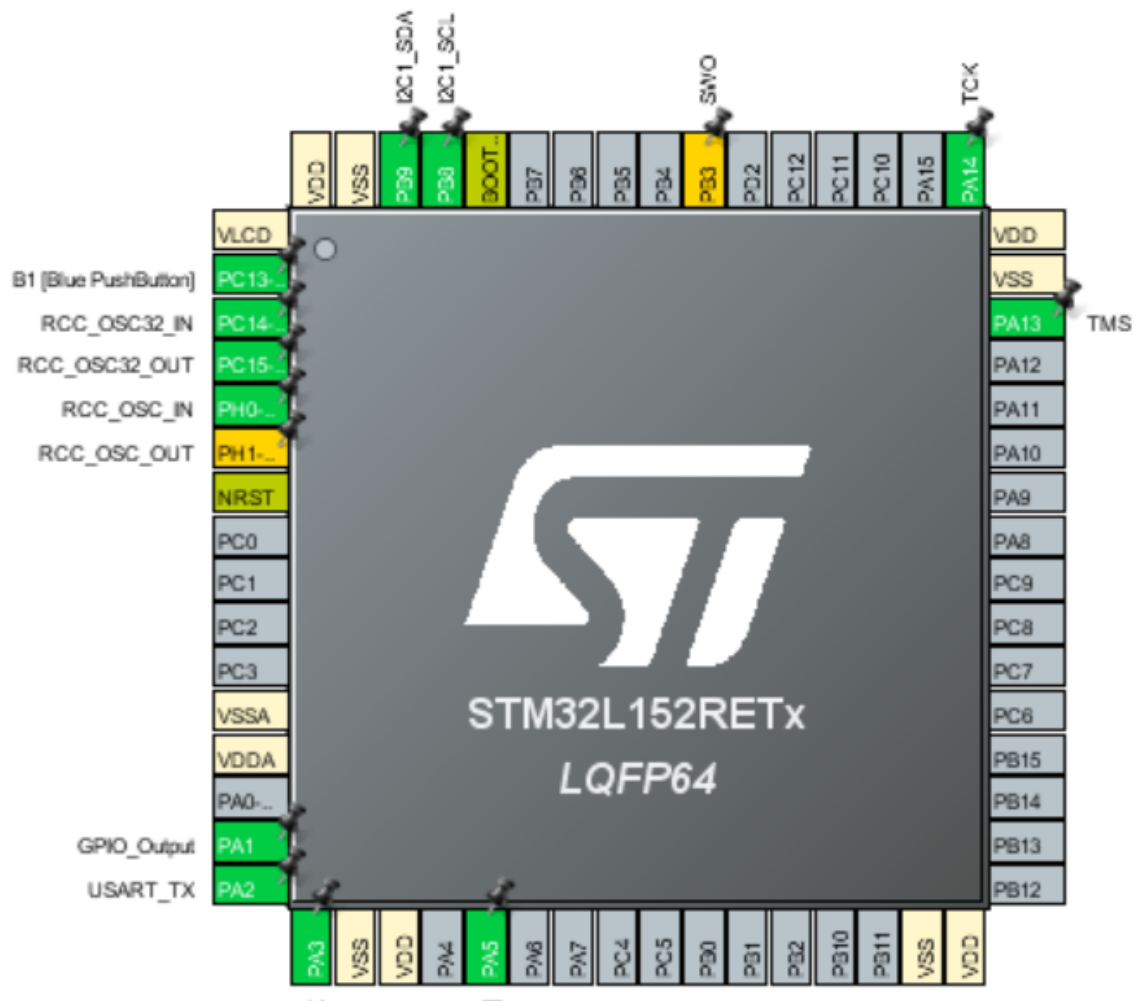 I2C1_SDA
I2C1_SCL
SWO
TCK
VDD
VSS
PB9
PB8
BOOT..
PB7
PB6
PB5
PB4
PB3
PD2
PC12
PC11
PC10
PA15
PA14
VLCD
B1 [Blue PushButton] PC13-..
RCC_OSC32_IN PC14-..
RCC_OSC32_OUT PC15-..
RCC_OSC_IN PH0-..
RCC_OSC_OUT PH1-..
NRST
PC0
PC1
PC2
PC3
VSSA
VDDA
PA0-..
GPIO_Output PA1
USART_TX PA2
ST
STM32L152RETx
LQFP64
VDD
VSS
PA13 TMS
PA12
PA11
PA10
PA9
PA8
PC9
PC8
PC7
PC6
PB15
PB14
PB13
PB12
PA3
VSS
VDD
PA4
PA5
PA6
PA7
PC4
PC5
PB0
PB1
PB2
PB10
PB11
VSS
VDD